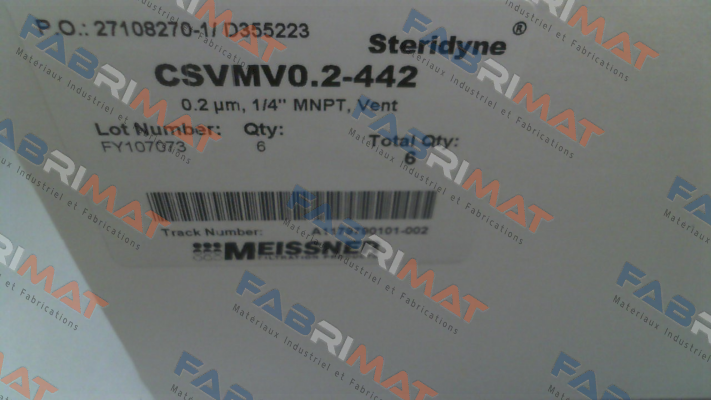 P.O.: 27108270-1/ D355223
Steridyne®
CSVMV0.2-442
0.2 µm, 1/4" MNPT, Vent
Lot Number: Qty: Total Qty:
FY107073 6 6
Track Number:
MEISSNER
FABRIMAT
Materiaux Industriel et Fabrications